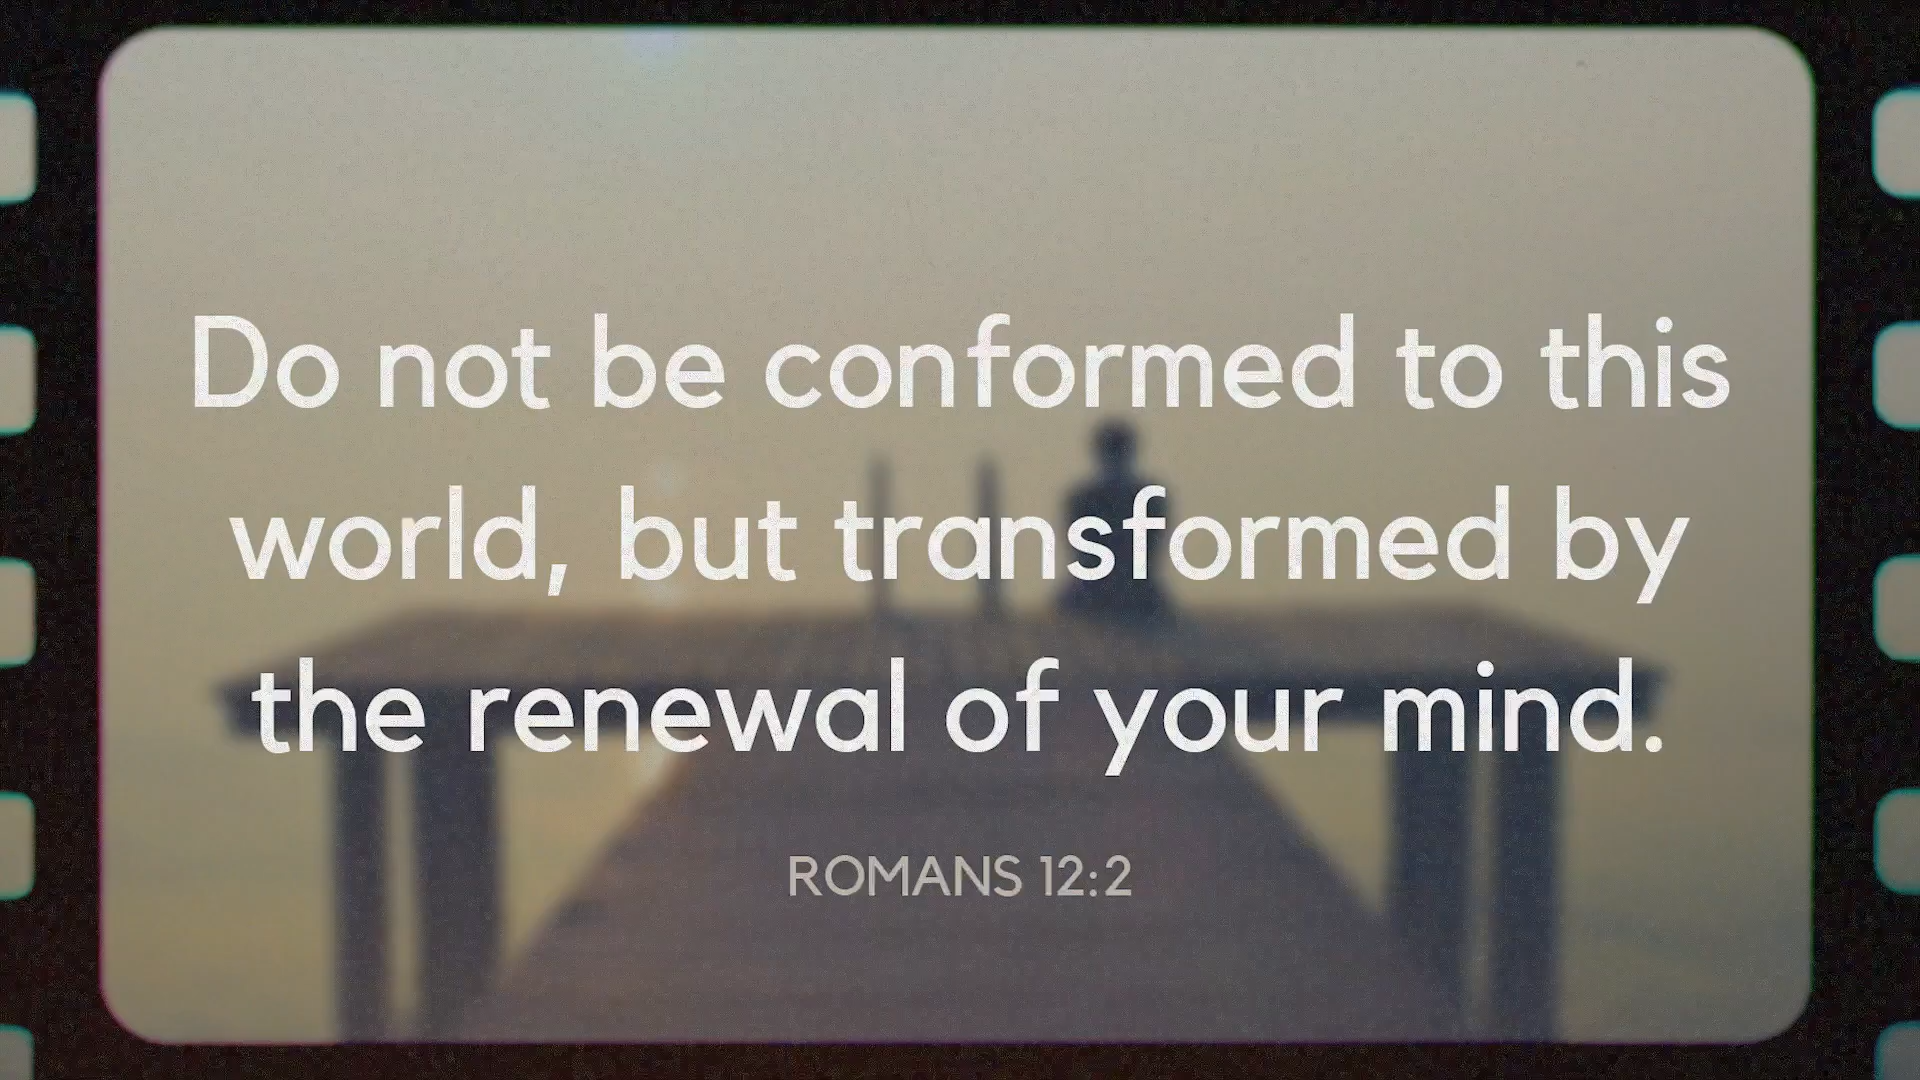 Do not be conformed to this
world, but transformed by
the renewal of your mind.
ROMANS 12:2